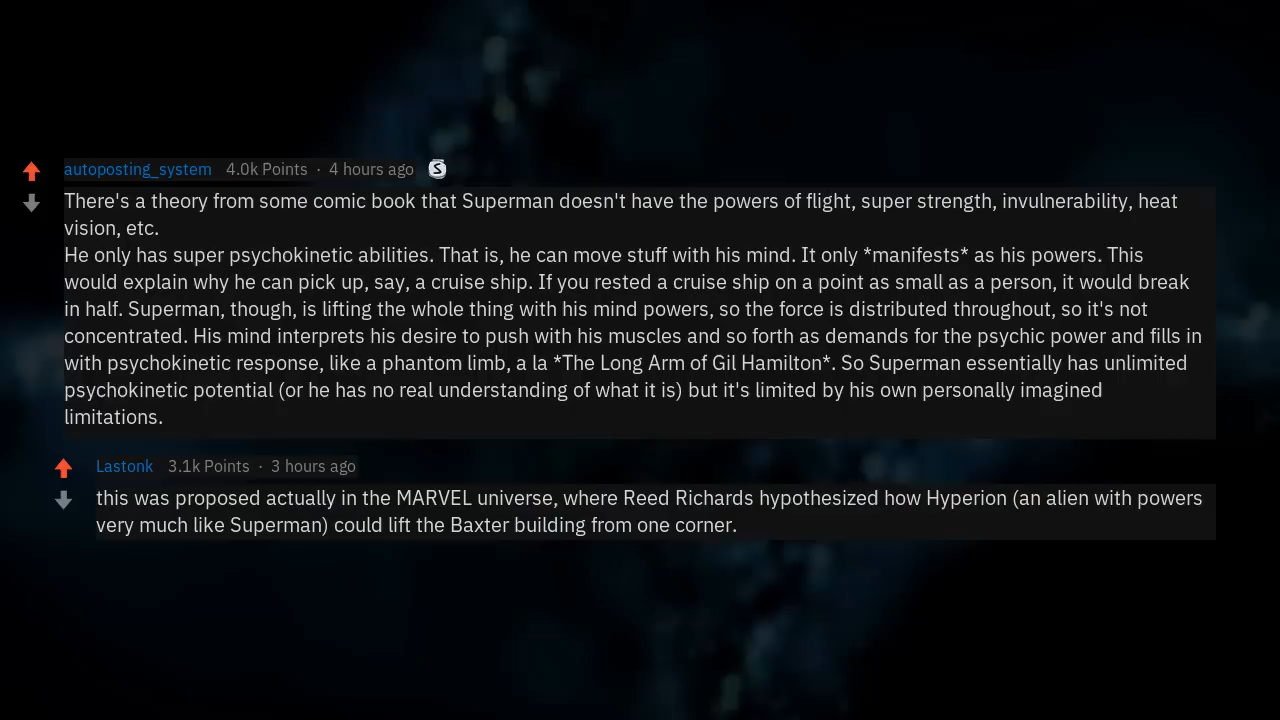 autoposting_system 4.0k Points · 4 hours ago S
There's a theory from some comic book that Superman doesn't have the powers of flight, super strength, invulnerability, heat
vision, etc.
He only has super psychokinetic abilities. That is, he can move stuff with his mind. It only *manifests* as his powers. This
would explain why he can pick up, say, a cruise ship. If you rested a cruise ship on a point as small as a person, it would break
in half. Superman, though, is lifting the whole thing with his mind powers, so the force is distributed throughout, so it's not
concentrated. His mind interprets his desire to push with his muscles and so forth as demands for the psychic power and fills in
with psychokinetic response, like a phantom limb, a la *The Long Arm of Gil Hamilton*. So Superman essentially has unlimited
psychokinetic potential (or he has no real understanding of what it is) but it's limited by his own personally imagined
limitations.
Lastonk 3.1k Points · 3 hours ago
this was proposed actually in the MARVEL universe, where Reed Richards hypothesized how Hyperion (an alien with powers
very much like Superman) could lift the Baxter building from one corner.